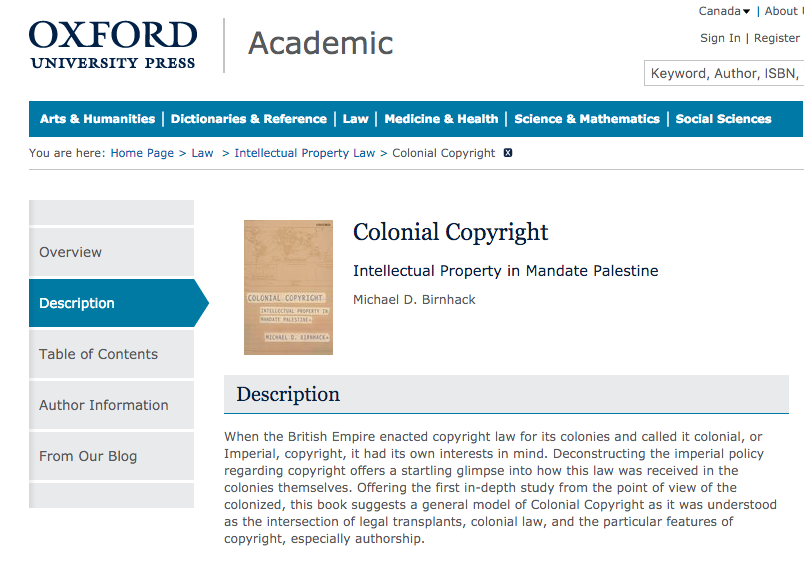 Canada | About
OXFORD
UNIVERSITY PRESS
Academic
Sign In | Register
Keyword, Author, ISBN,
Arts & Humanities | Dictionaries & Reference | Law | Medicine & Health | Science & Mathematics | Social Sciences
You are here: Home Page > Law > Intellectual Property Law > Colonial Copyright X
Overview
Description
Table of Contents
Author Information
From Our Blog
OXFORD
COLONIAL COPYRIGHT
INTELLECTUAL PROPERTY IN
MANDATE PALESTINE
MICHAEL D. BIRNHACK
Colonial Copyright
Intellectual Property in Mandate Palestine
Michael D. Birnhack
Description
When the British Empire enacted copyright law for its colonies and called it colonial, or
Imperial, copyright, it had its own interests in mind. Deconstructing the imperial policy
regarding copyright offers a startling glimpse into how this law was received in the
colonies themselves. Offering the first in-depth study from the point of view of the
colonized, this book suggests a general model of Colonial Copyright as it was understood
as the intersection of legal transplants, colonial law, and the particular features of
copyright, especially authorship.